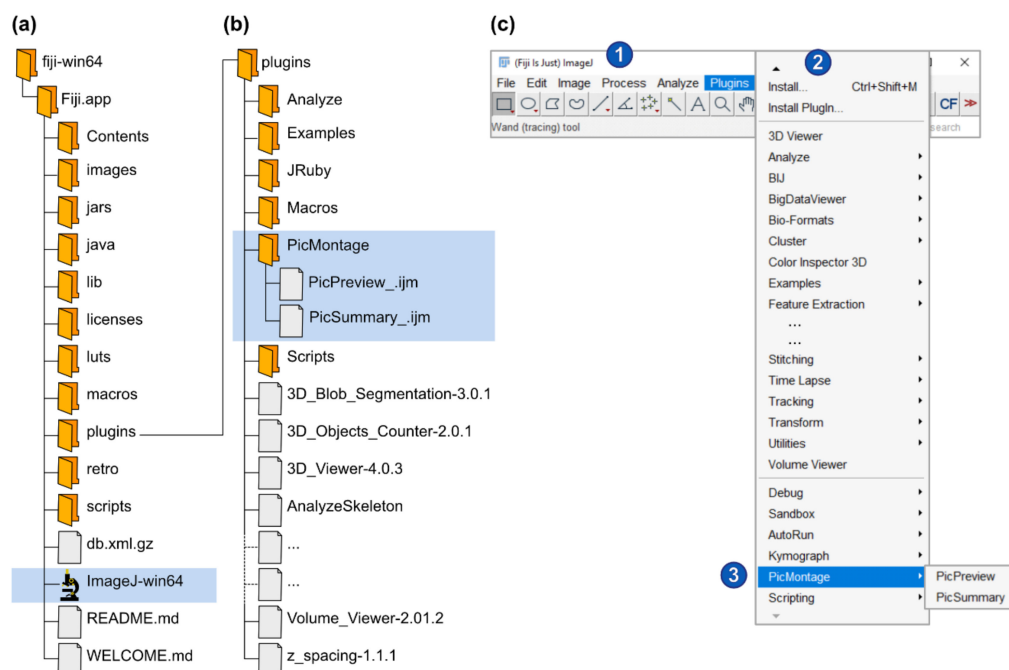 (a)
fiji-win64
Fiji.app
Contents
images
jars
java
lib
licenses
luts
macros
plugins
retro
scripts
db.xml.gz
ImageJ-win64
README.md
WELCOME.md
(b)
plugins
Analyze
Examples
JRuby
Macros
PicMontage
PicPreview_.ijm
PicSummary_.ijm
Scripts
3D_Blob_Segmentation-3.0.1
3D_Objects_Counter-2.0.1
3D_Viewer-4.0.3
AnalyzeSkeleton
...
...
Volume_Viewer-2.01.2
z_spacing-1.1.1
(c)
1
(Fiji Is Just) ImageJ
File Edit Image Process Analyze Plugins
A CF >>
Wand (tracing) tool
search
2
Install... Ctrl+Shift+M
Install PlugIn...
3D Viewer
Analyze
BIJ
BigDataViewer
Bio-Formats
Cluster
Color Inspector 3D
Examples
Feature Extraction
...
...
Stitching
Time Lapse
Tracking
Transform
Utilities
Volume Viewer
Debug
Sandbox
AutoRun
Kymograph
3
PicMontage
Scripting
PicPreview
PicSummary